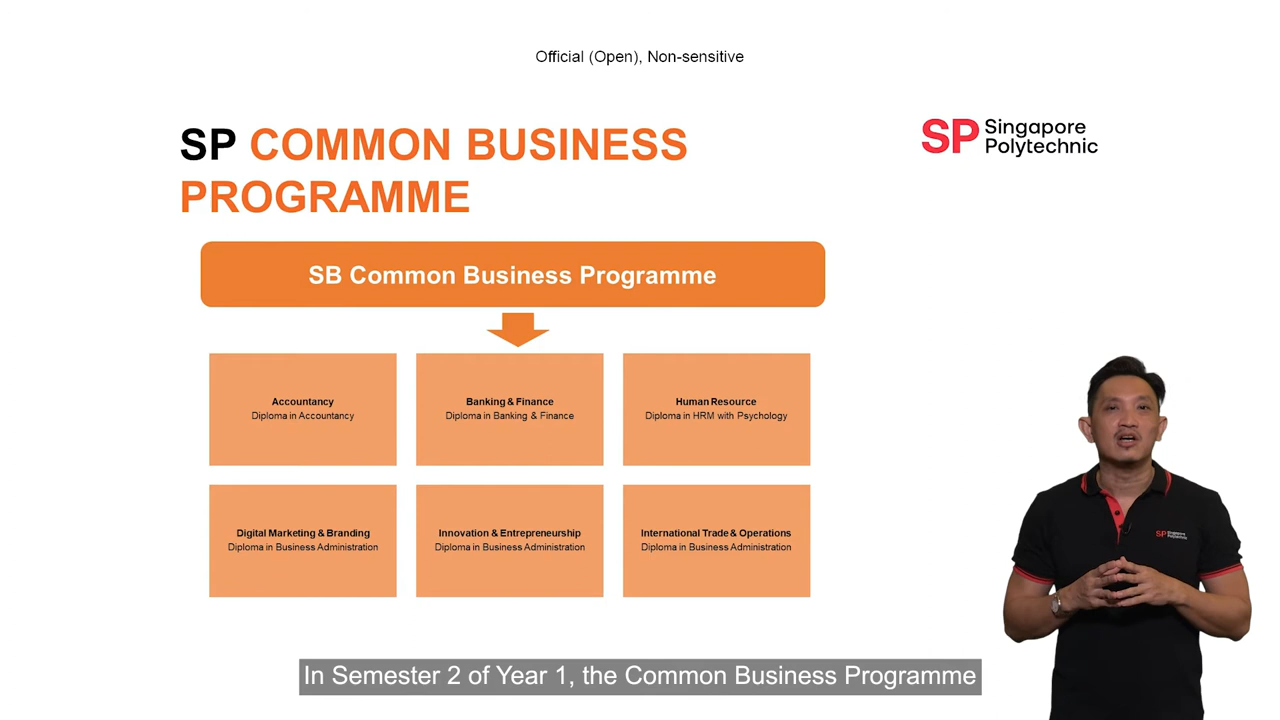 Official (Open), Non-sensitive
SP COMMON BUSINESS
PROGRAMME
SP Singapore
Polytechnic
SB Common Business Programme
Accountancy
Diploma in Accountancy
Banking & Finance
Diploma in Banking & Finance
Human Resource
Diploma in HRM with Psychology
Digital Marketing & Branding
Diploma in Business Administration
Innovation & Entrepreneurship
Diploma in Business Administration
International Trade & Operations
Diploma in Business Administration
SP Singapore
Polytechnic
In Semester 2 of Year 1, the Common Business Programme